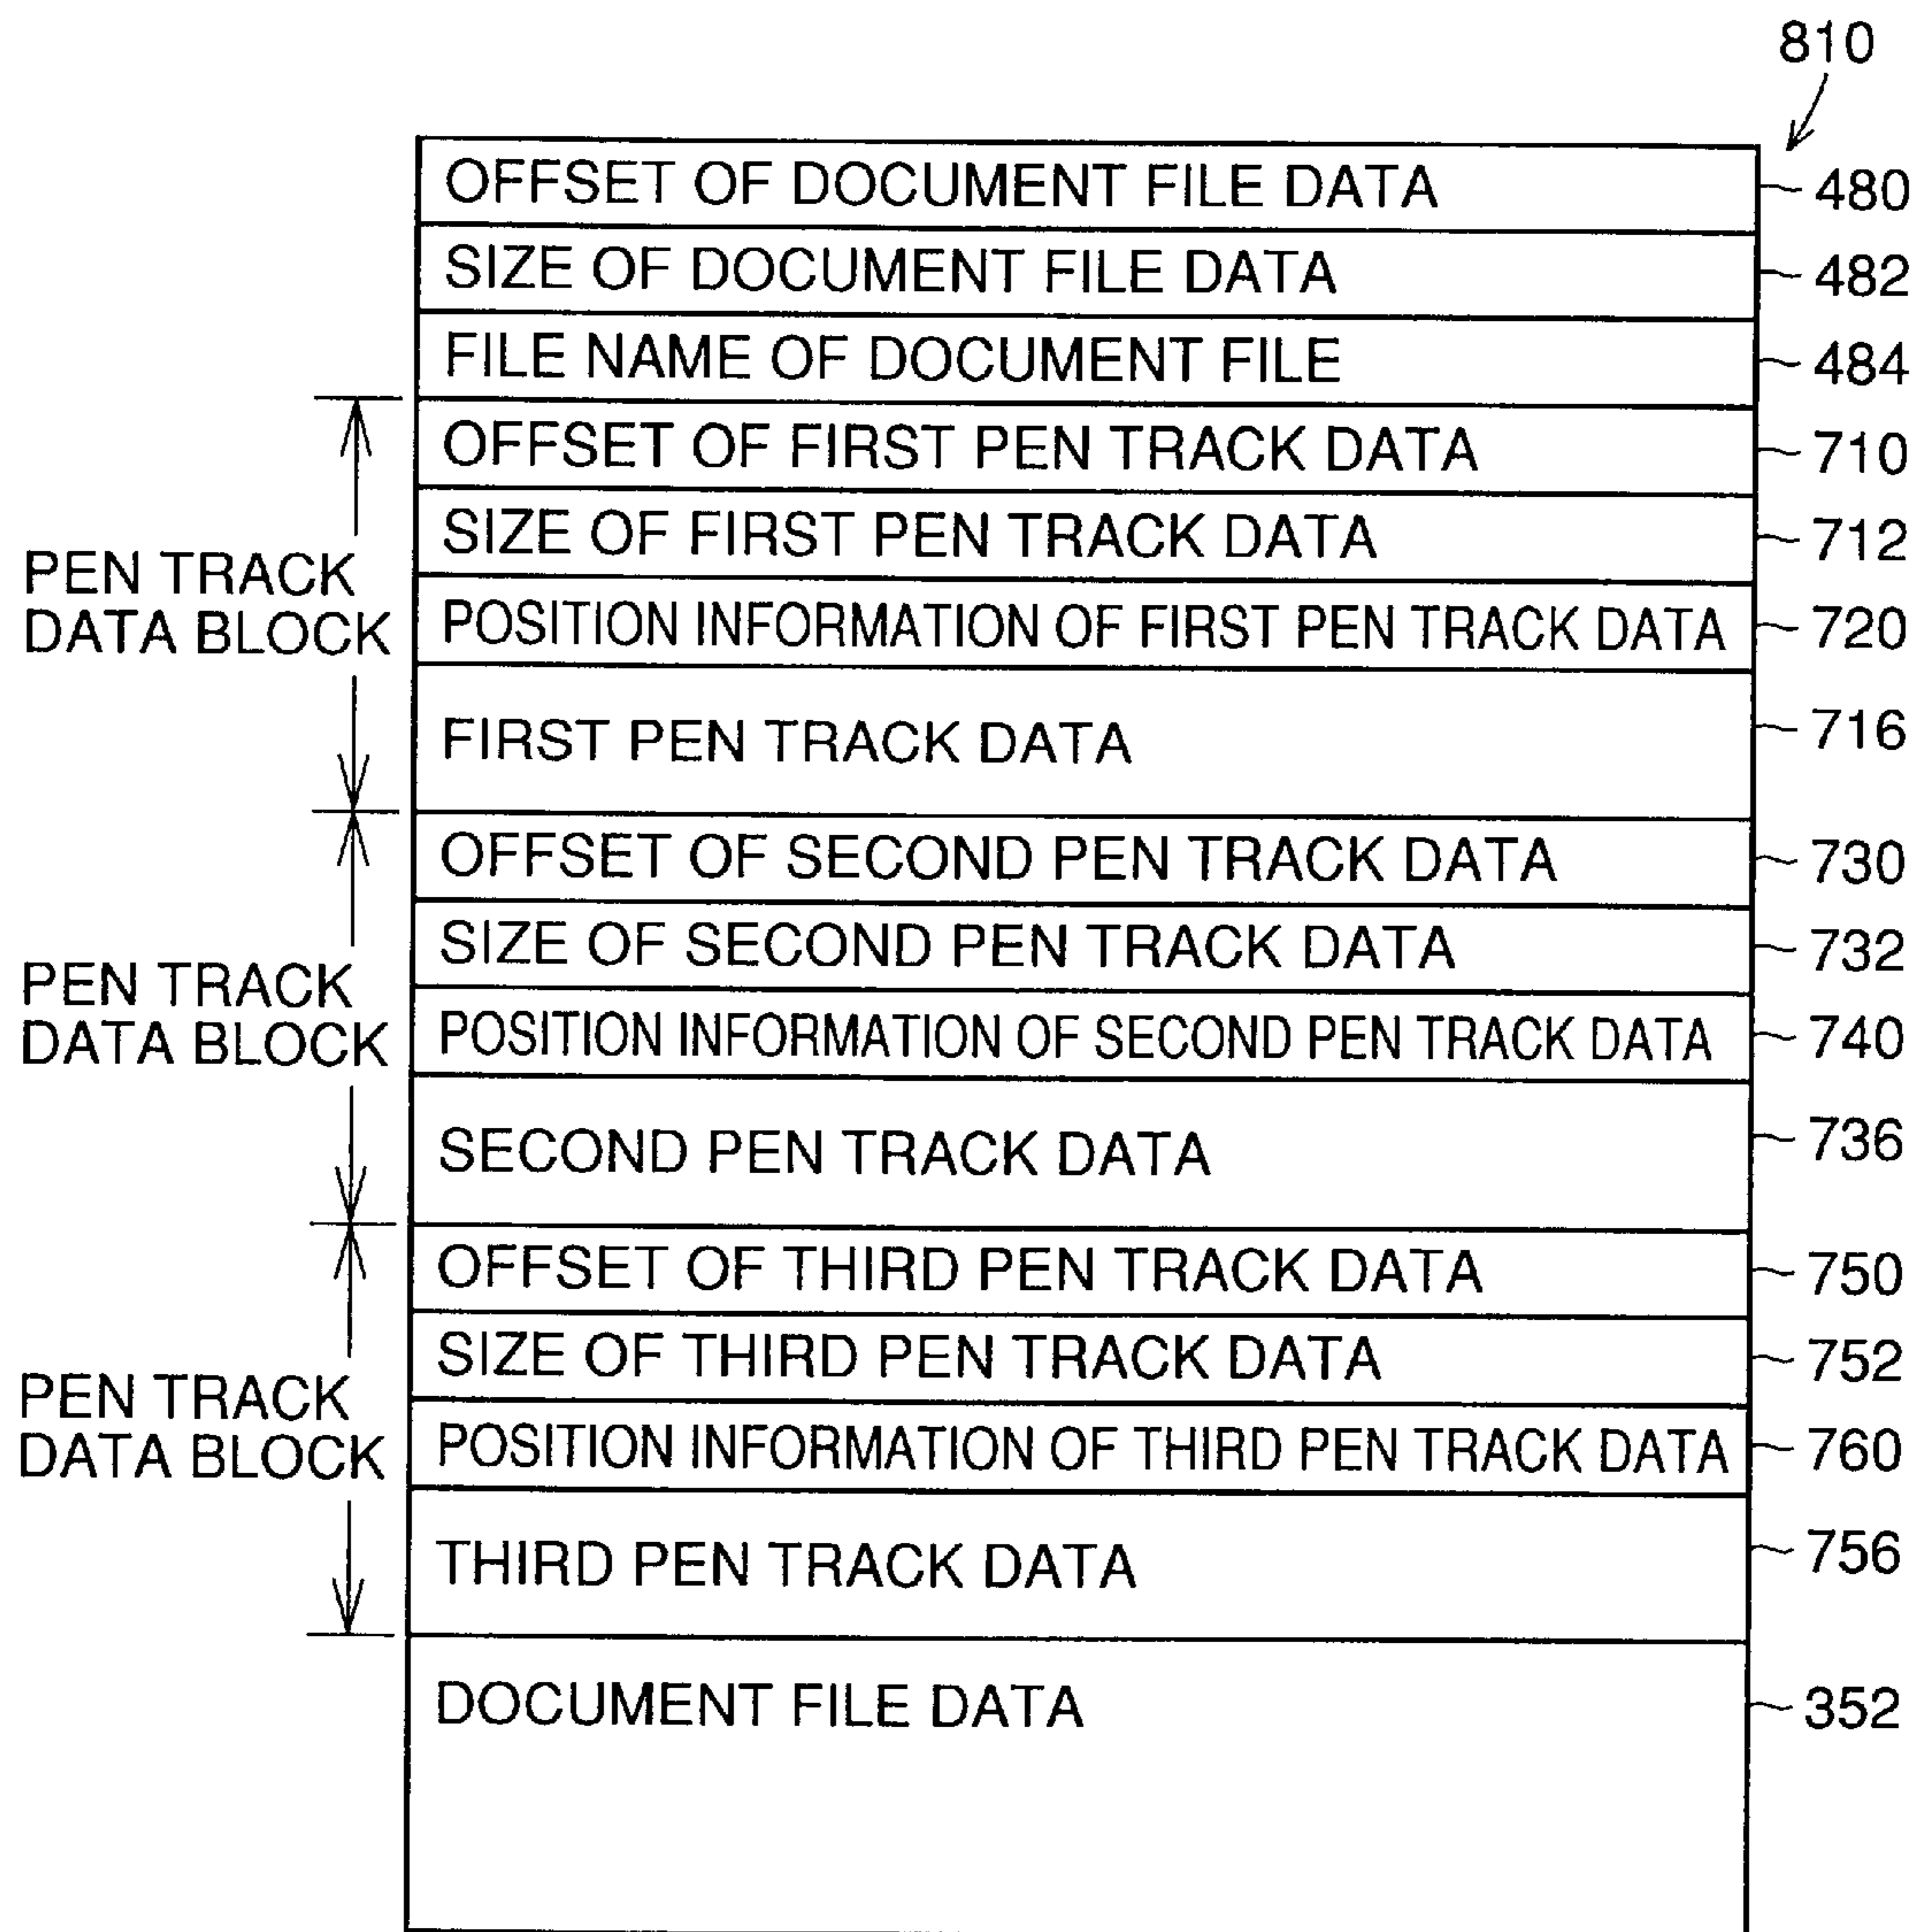 810
OFFSET OF DOCUMENT FILE DATA 480
SIZE OF DOCUMENT FILE DATA 482
FILE NAME OF DOCUMENT FILE 484
PEN TRACK
DATA BLOCK
OFFSET OF FIRST PEN TRACK DATA 710
SIZE OF FIRST PEN TRACK DATA 712
POSITION INFORMATION OF FIRST PEN TRACK DATA 720
FIRST PEN TRACK DATA 716
PEN TRACK
DATA BLOCK
OFFSET OF SECOND PEN TRACK DATA 730
SIZE OF SECOND PEN TRACK DATA 732
POSITION INFORMATION OF SECOND PEN TRACK DATA 740
SECOND PEN TRACK DATA 736
PEN TRACK
DATA BLOCK
OFFSET OF THIRD PEN TRACK DATA 750
SIZE OF THIRD PEN TRACK DATA 752
POSITION INFORMATION OF THIRD PEN TRACK DATA 760
THIRD PEN TRACK DATA 756
DOCUMENT FILE DATA 352